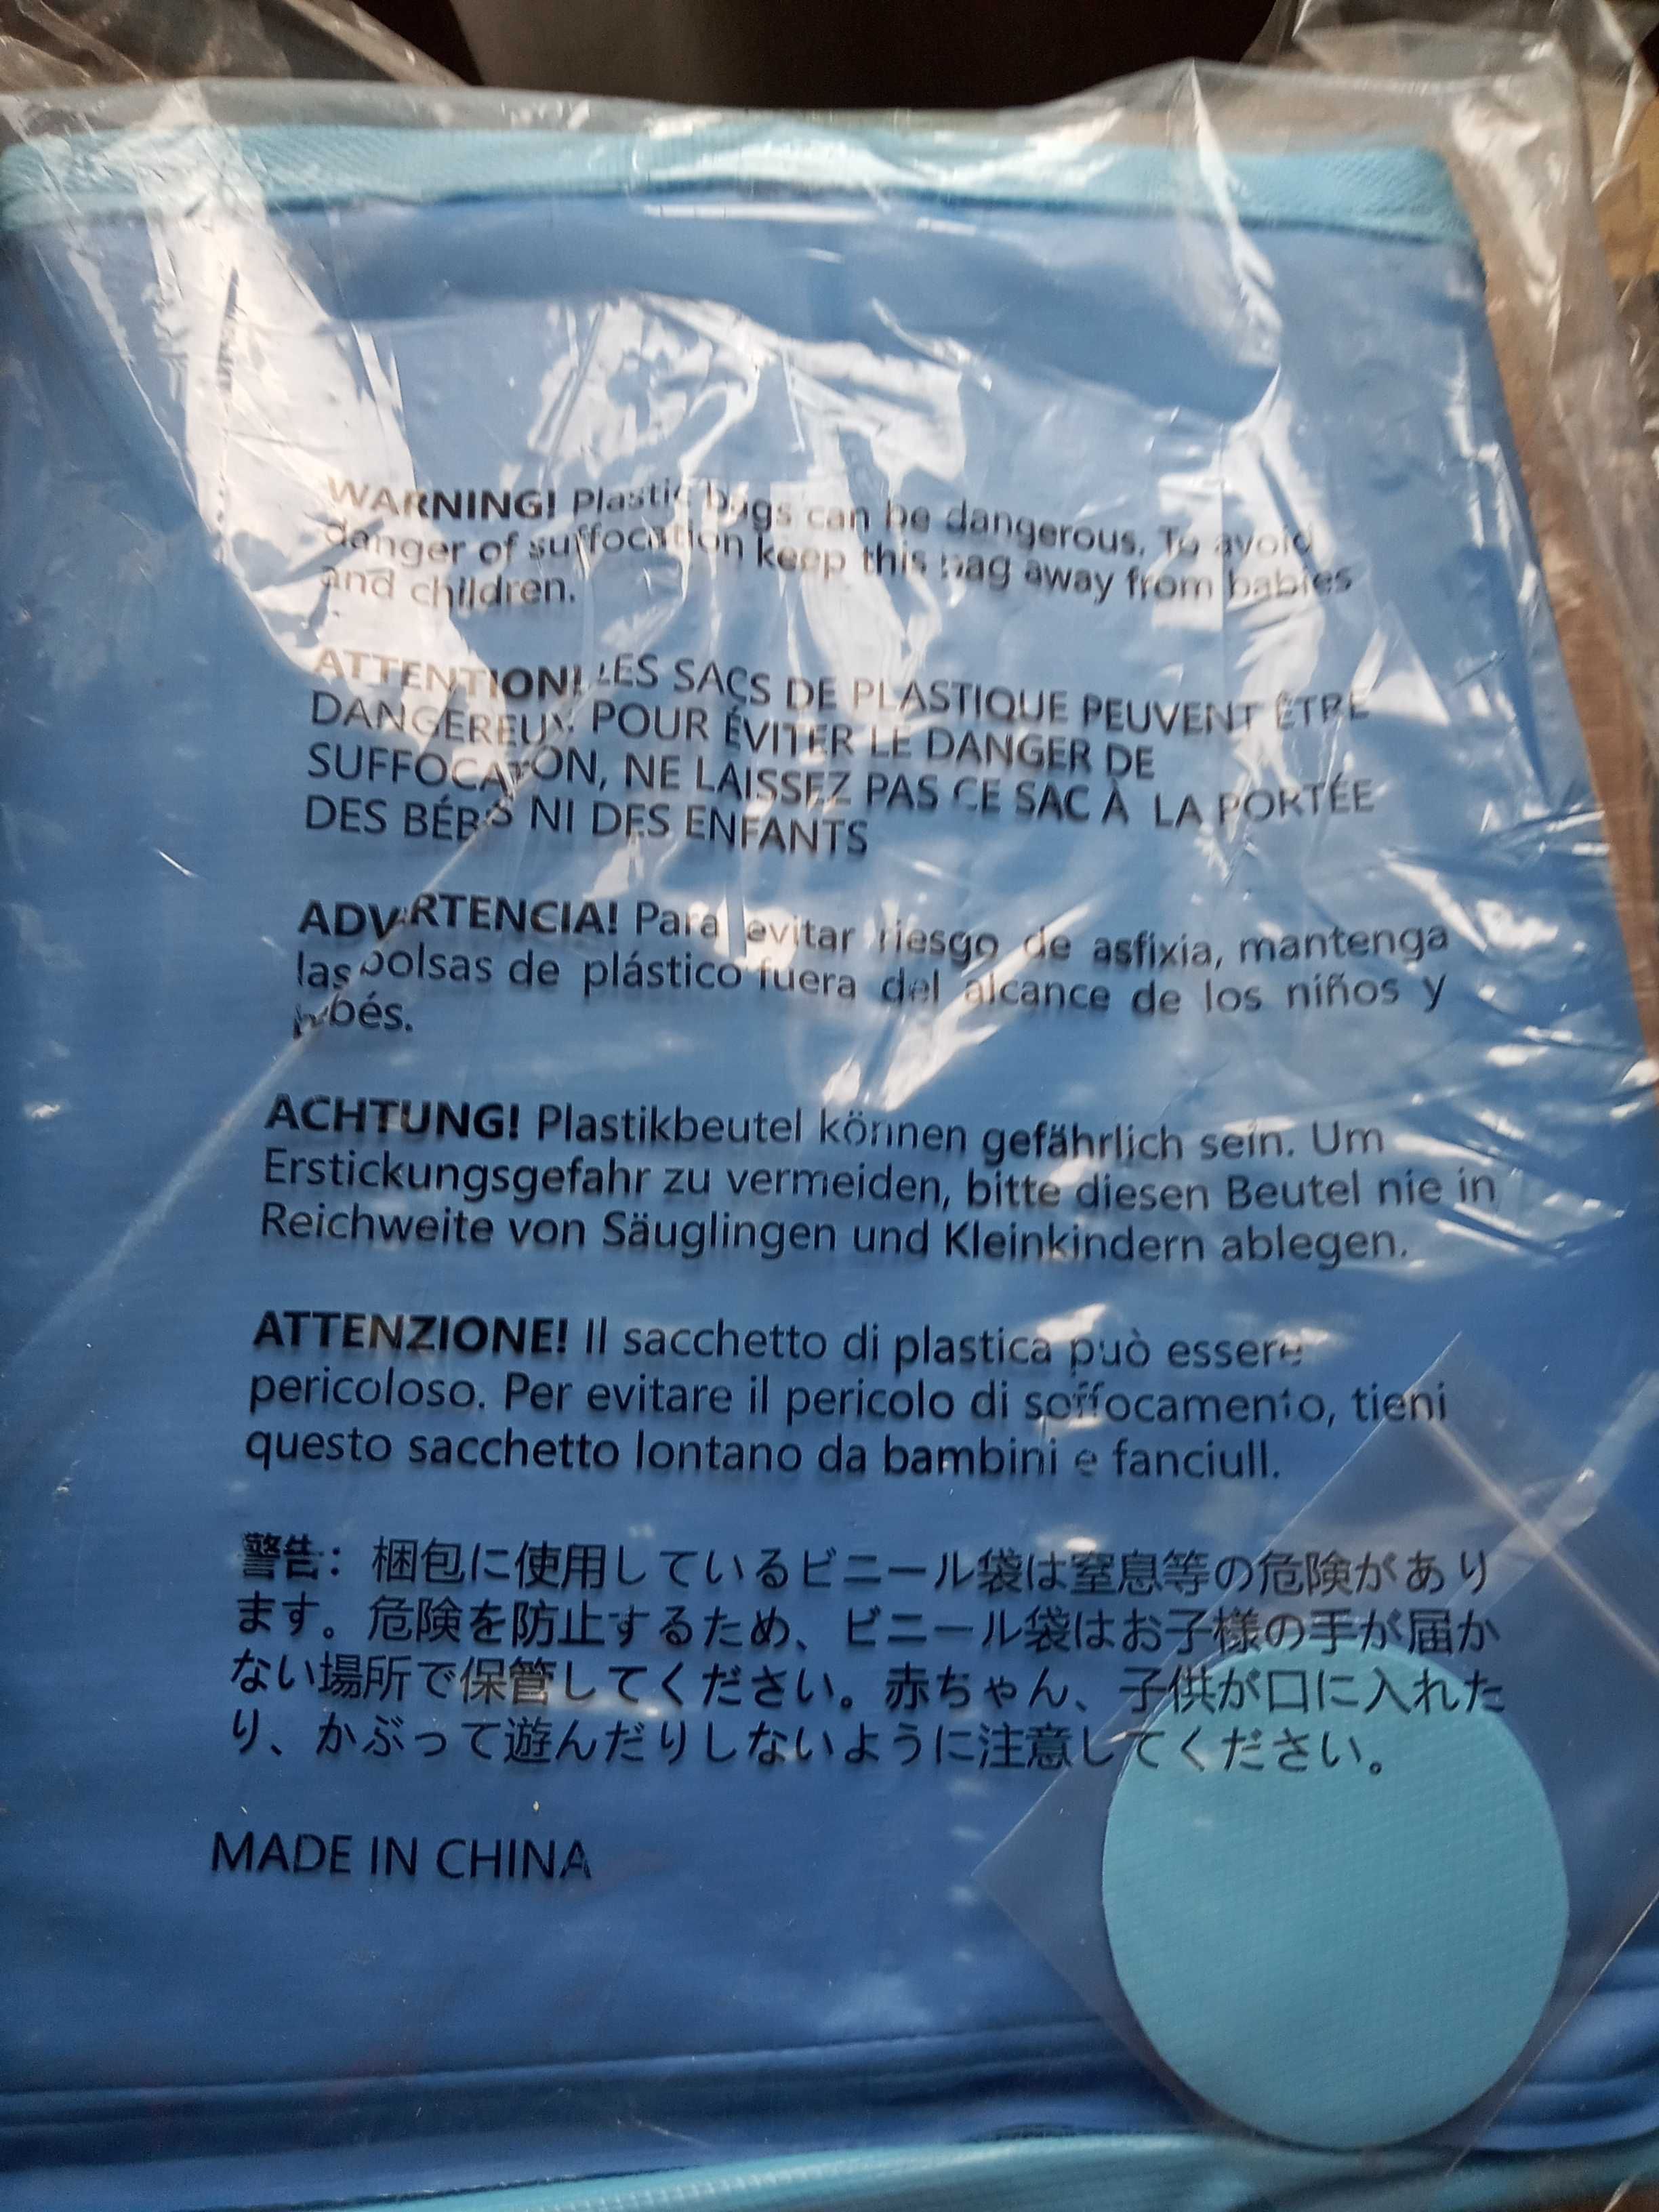 WARNING! Plastic bags can be dangerous. To avoid
danger of suffocation keep this bag away from babies
and children.
ATTENTION! LES SACS DE PLASTIQUE PEUVENT ÊTRE
DANGEREUX POUR ÉVITER LE DANGER DE
SUFFOCATON, NE LAISSEZ PAS CE SAC À LA PORTÉE
DES BÉBS NI DES ENFANTS
ADVERTENCIA! Para evitar riesgo de asfixia, mantenga
las bolsas de plástico fuera del alcance de los niños y
bebés.
ACHTUNG! Plastikbeutel können gefährlich sein. Um
Erstickungsgefahr zu vermeiden, bitte diesen Beutel nie in
Reichweite von Säuglingen und Kleinkindern ablegen.
ATTENZIONE! Il sacchetto di plastica può essere
pericoloso. Per evitare il pericolo di soffocamento, tieni
questo sacchetto lontano da bambini e fanciull.
警告：梱包に使用しているビニール袋は窒息等の危険があり
ます。危険を防止するため、ビニール袋はお子様の手が届か
ない場所で保管してください。赤ちゃん、子供が口に入れた
り、かぶって遊んだりしないように注意してください。
MADE IN CHINA